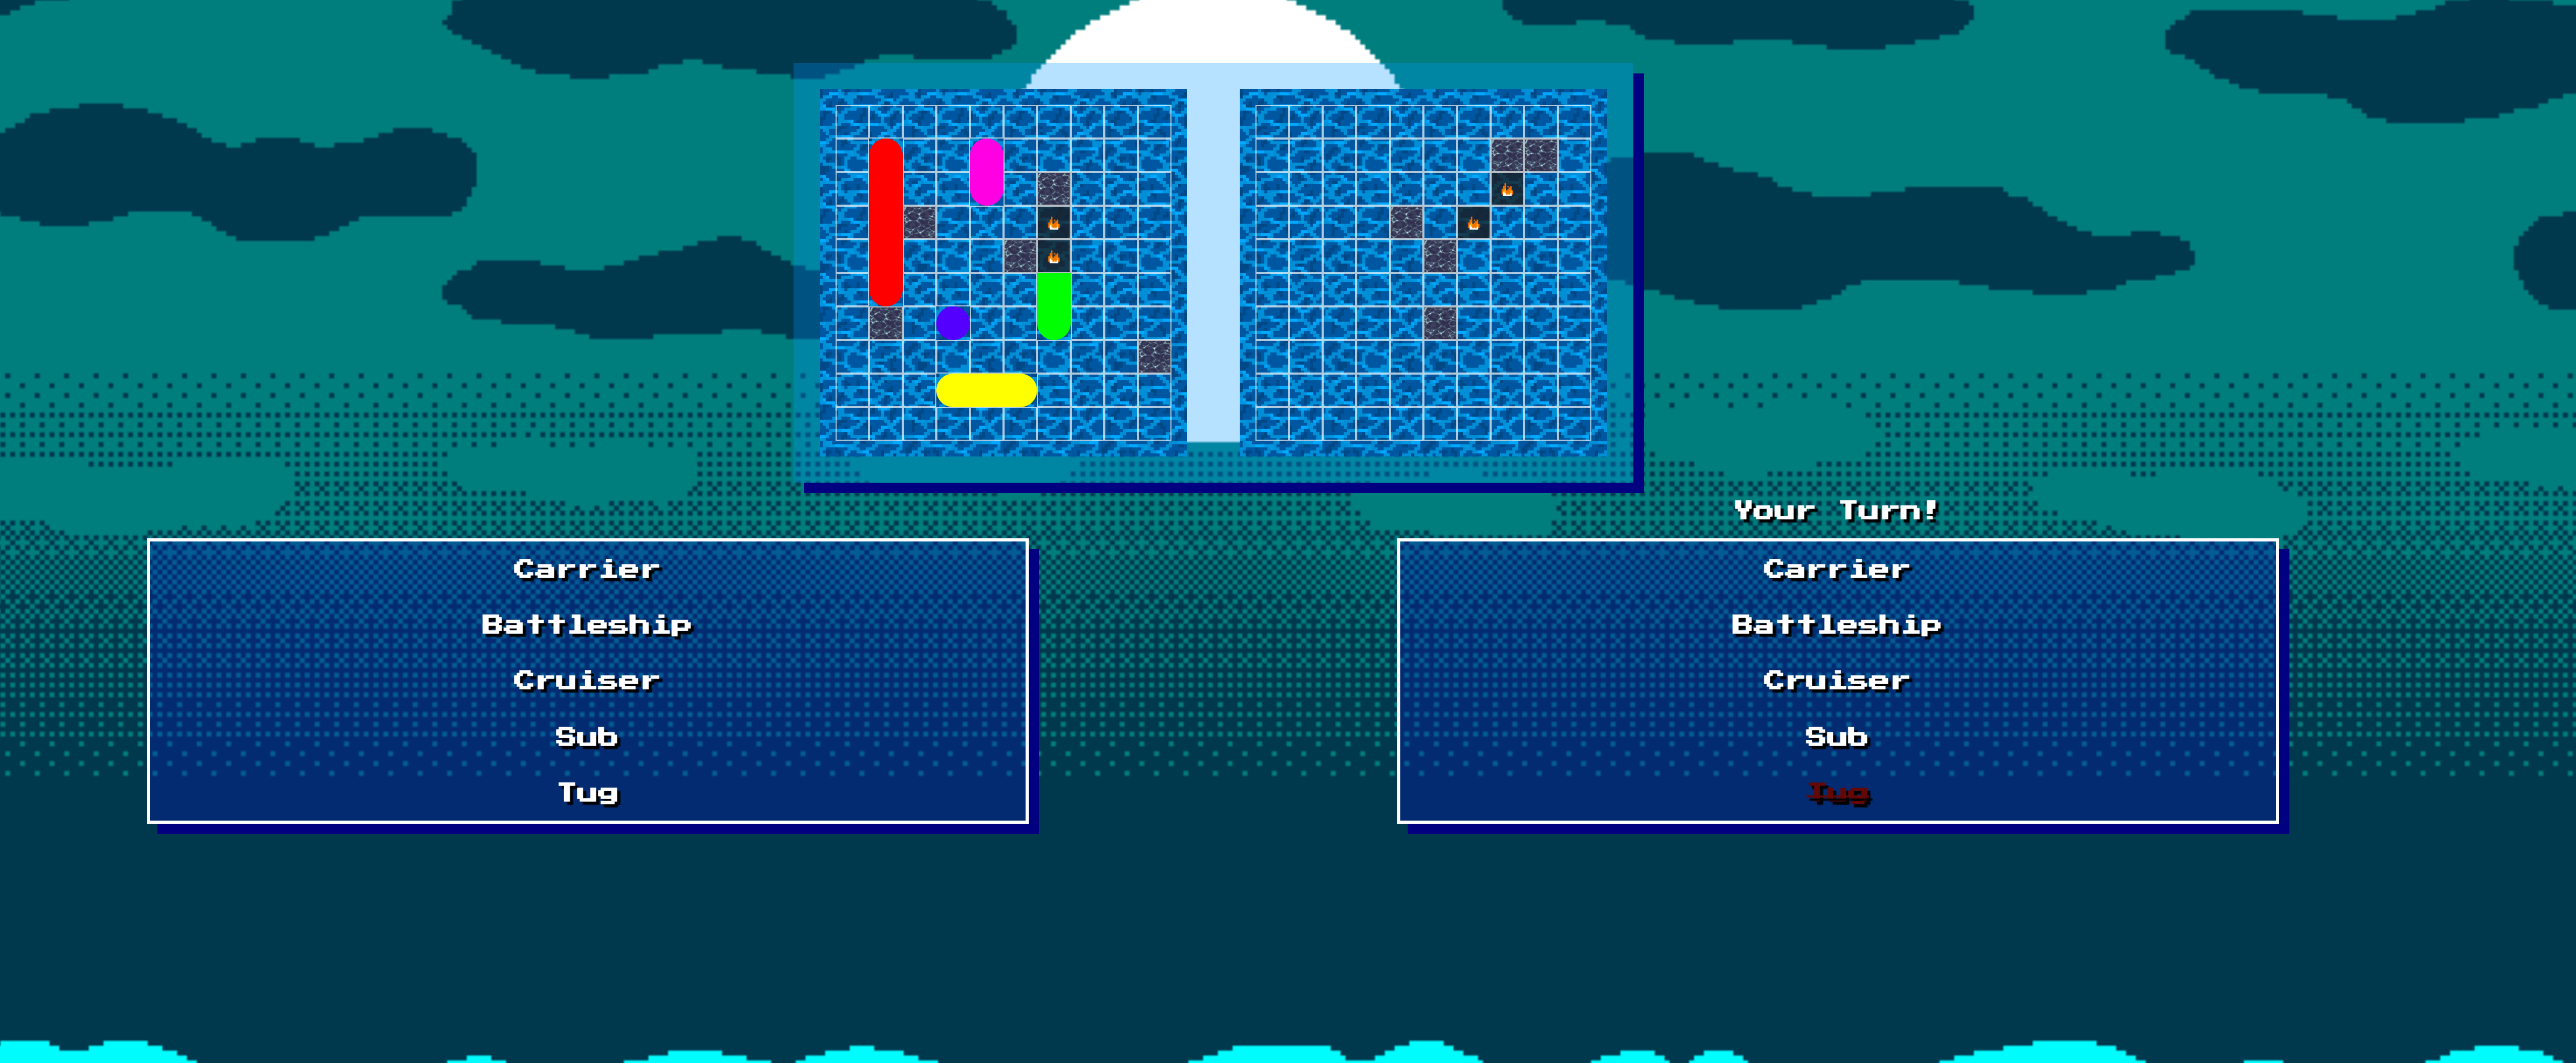 Your Turn!
Carrier
Battleship
Cruiser
Sub
Tug
Carrier
Battleship
Cruiser
Sub
Tug